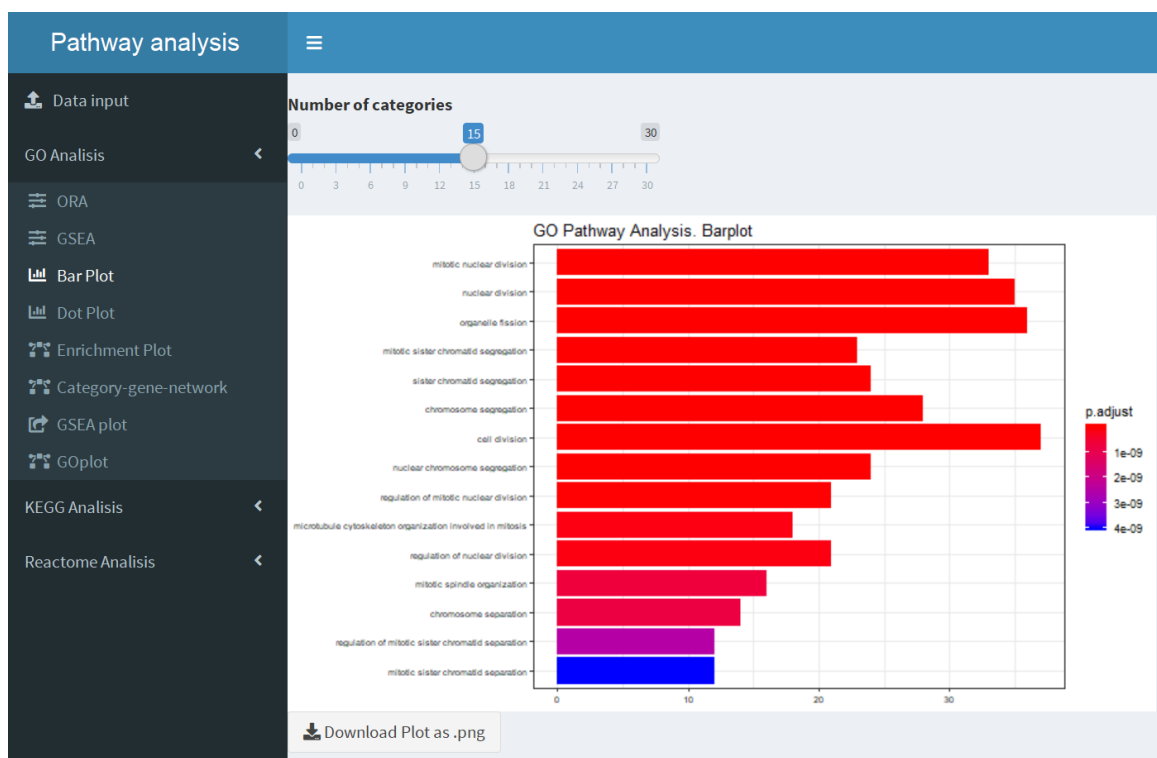 Pathway analysis
Data input
GO Analisis
ORA
GSEA
Bar Plot
Dot Plot
Enrichment Plot
Category-gene-network
GSEA plot
GOplot
KEGG Analisis
Reactome Analisis
Number of categories
0 15 30
0 3 6 9 12 15 18 21 24 27 30
GO Pathway Analysis. Barplot
mitotic nuclear division
nuclear division
organelle fission
mitotic sister chromatid segregation
sister chromatid segregation
chromosome segregation
cell division
nuclear chromosome segregation
regulation of mitotic nuclear division
microtubule cytoskeleton organization involved in mitosis
regulation of nuclear division
mitotic spindle organization
chromosome separation
regulation of mitotic sister chromatid separation
mitotic sister chromatid separation
0 10 20 30
p.adjust
1e-09
2e-09
3e-09
4e-09
Download Plot as .png